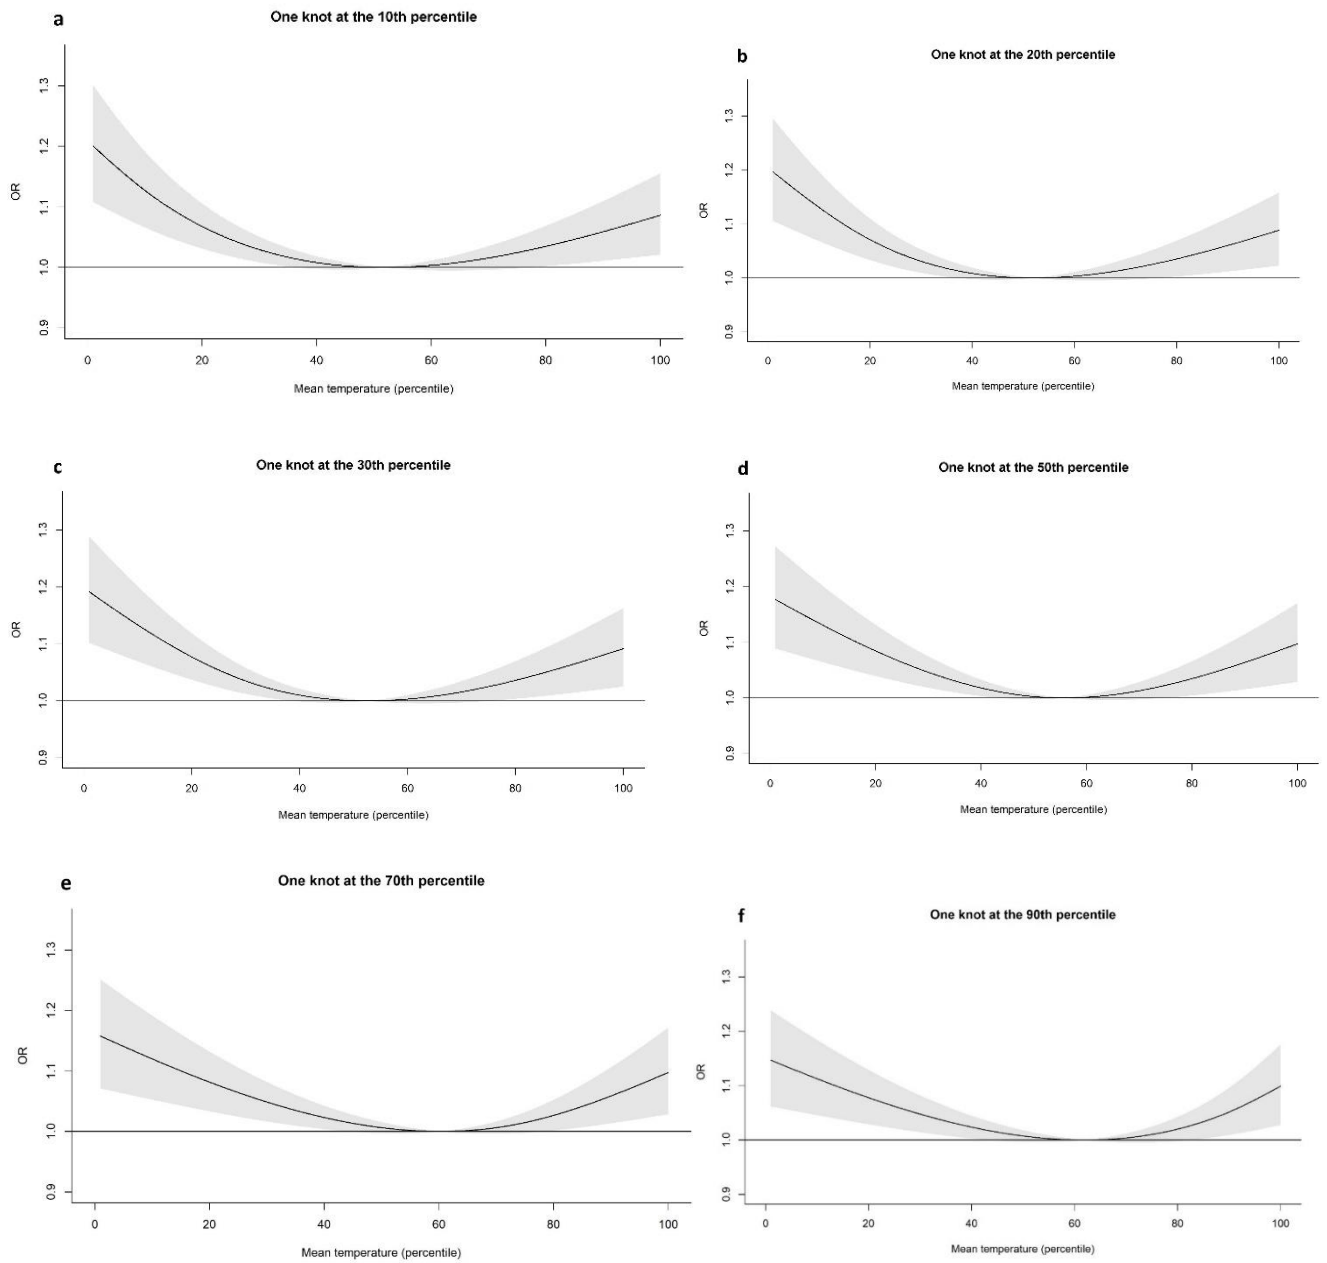 a
One knot at the 10th percentile
1.3
1.2
1.1
1.0
0.9
OR
0 20 40 60 80 100
Mean temperature (percentile)
b
One knot at the 20th percentile
1.3
1.2
1.1
1.0
0.9
OR
0 20 40 60 80 100
Mean temperature (percentile)
c
One knot at the 30th percentile
1.3
1.2
1.1
1.0
0.9
OR
0 20 40 60 80 100
Mean temperature (percentile)
d
One knot at the 50th percentile
1.3
1.2
1.1
1.0
0.9
OR
0 20 40 60 80 100
Mean temperature (percentile)
e
One knot at the 70th percentile
1.3
1.2
1.1
1.0
0.9
OR
0 20 40 60 80 100
Mean temperature (percentile)
f
One knot at the 90th percentile
1.3
1.2
1.1
1.0
0.9
OR
0 20 40 60 80 100
Mean temperature (percentile)